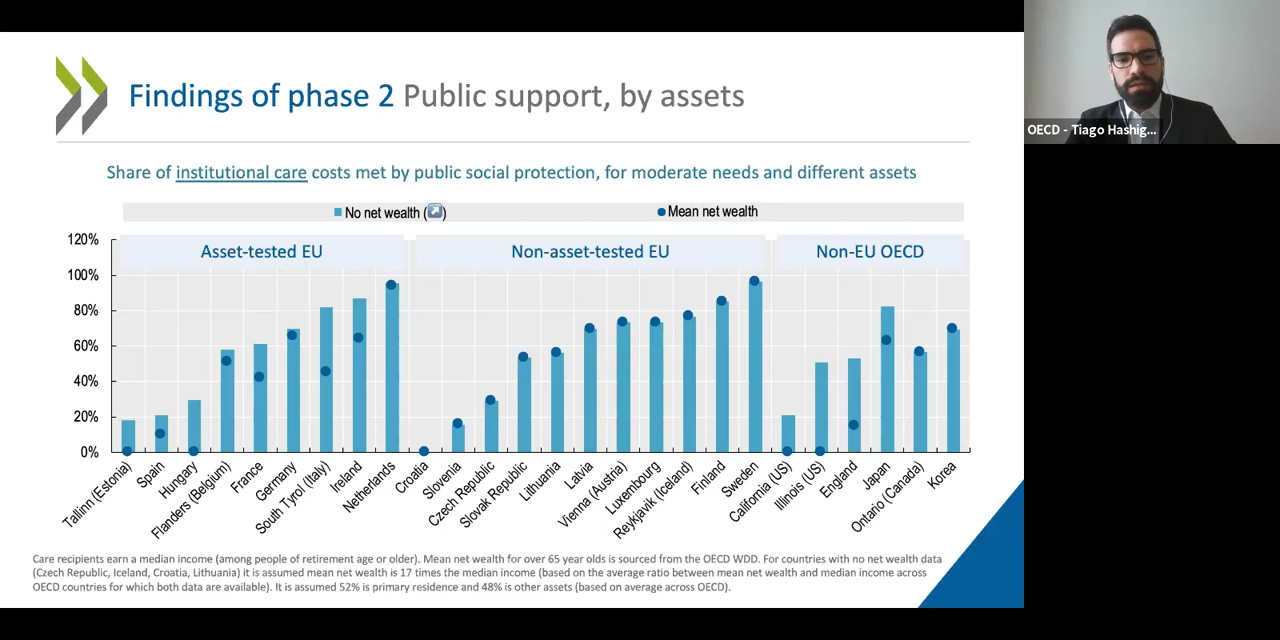 Findings of phase 2 Public support, by assets
OECD - Tiago Hashig...
Share of institutional care costs met by public social protection, for moderate needs and different assets
No net wealth (↗)
Mean net wealth
Asset-tested EU
Non-asset-tested EU
Non-EU OECD
120%
100%
80%
60%
40%
20%
0%
Tallinn (Estonia)
Spain
Hungary
Flanders (Belgium)
France
Germany
South Tyrol (Italy)
Ireland
Netherlands
Croatia
Slovenia
Czech Republic
Slovak Republic
Lithuania
Latvia
Vienna (Austria)
Luxembourg
Reykjavik (Iceland)
Finland
Sweden
California (US)
Illinois (US)
England
Japan
Ontario (Canada)
Korea
Care recipients earn a median income (among people of retirement age or older). Mean net wealth for over 65 year olds is sourced from the OECD WDD. For countries with no net wealth data
(Czech Republic, Iceland, Croatia, Lithuania) it is assumed mean net wealth is 17 times the median income (based on the average ratio between mean net wealth and median income across
OECD countries for which both data are available). It is assumed 52% is primary residence and 48% is other assets (based on average across OECD).